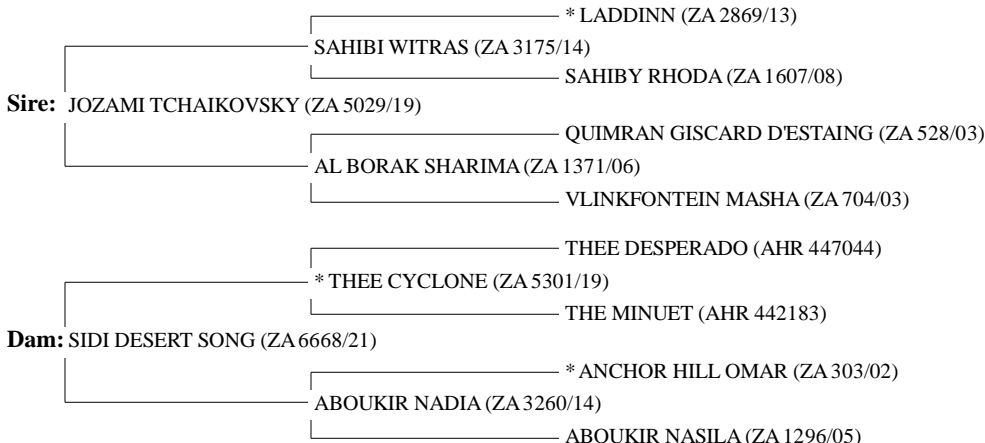 * LADDINN (ZA 2869/13)
SAHIBI WITRAS (ZA 3175/14)
SAHIBY RHODA (ZA 1607/08)
Sire: JOZAMI TCHAIKOVSKY (ZA 5029/19)
QUIMRAN GISCARD D'ESTAING (ZA 528/03)
AL BORAK SHARIMA (ZA 1371/06)
VLINKFONTEIN MASHA (ZA 704/03)
THEE DESPERADO (AHR 447044)
* THEE CYCLONE (ZA 5301/19)
THE MINUET (AHR 442183)
Dam: SIDI DESERT SONG (ZA 6668/21)
* ANCHOR HILL OMAR (ZA 303/02)
ABOUKIR NADIA (ZA 3260/14)
ABOUKIR NASILA (ZA 1296/05)